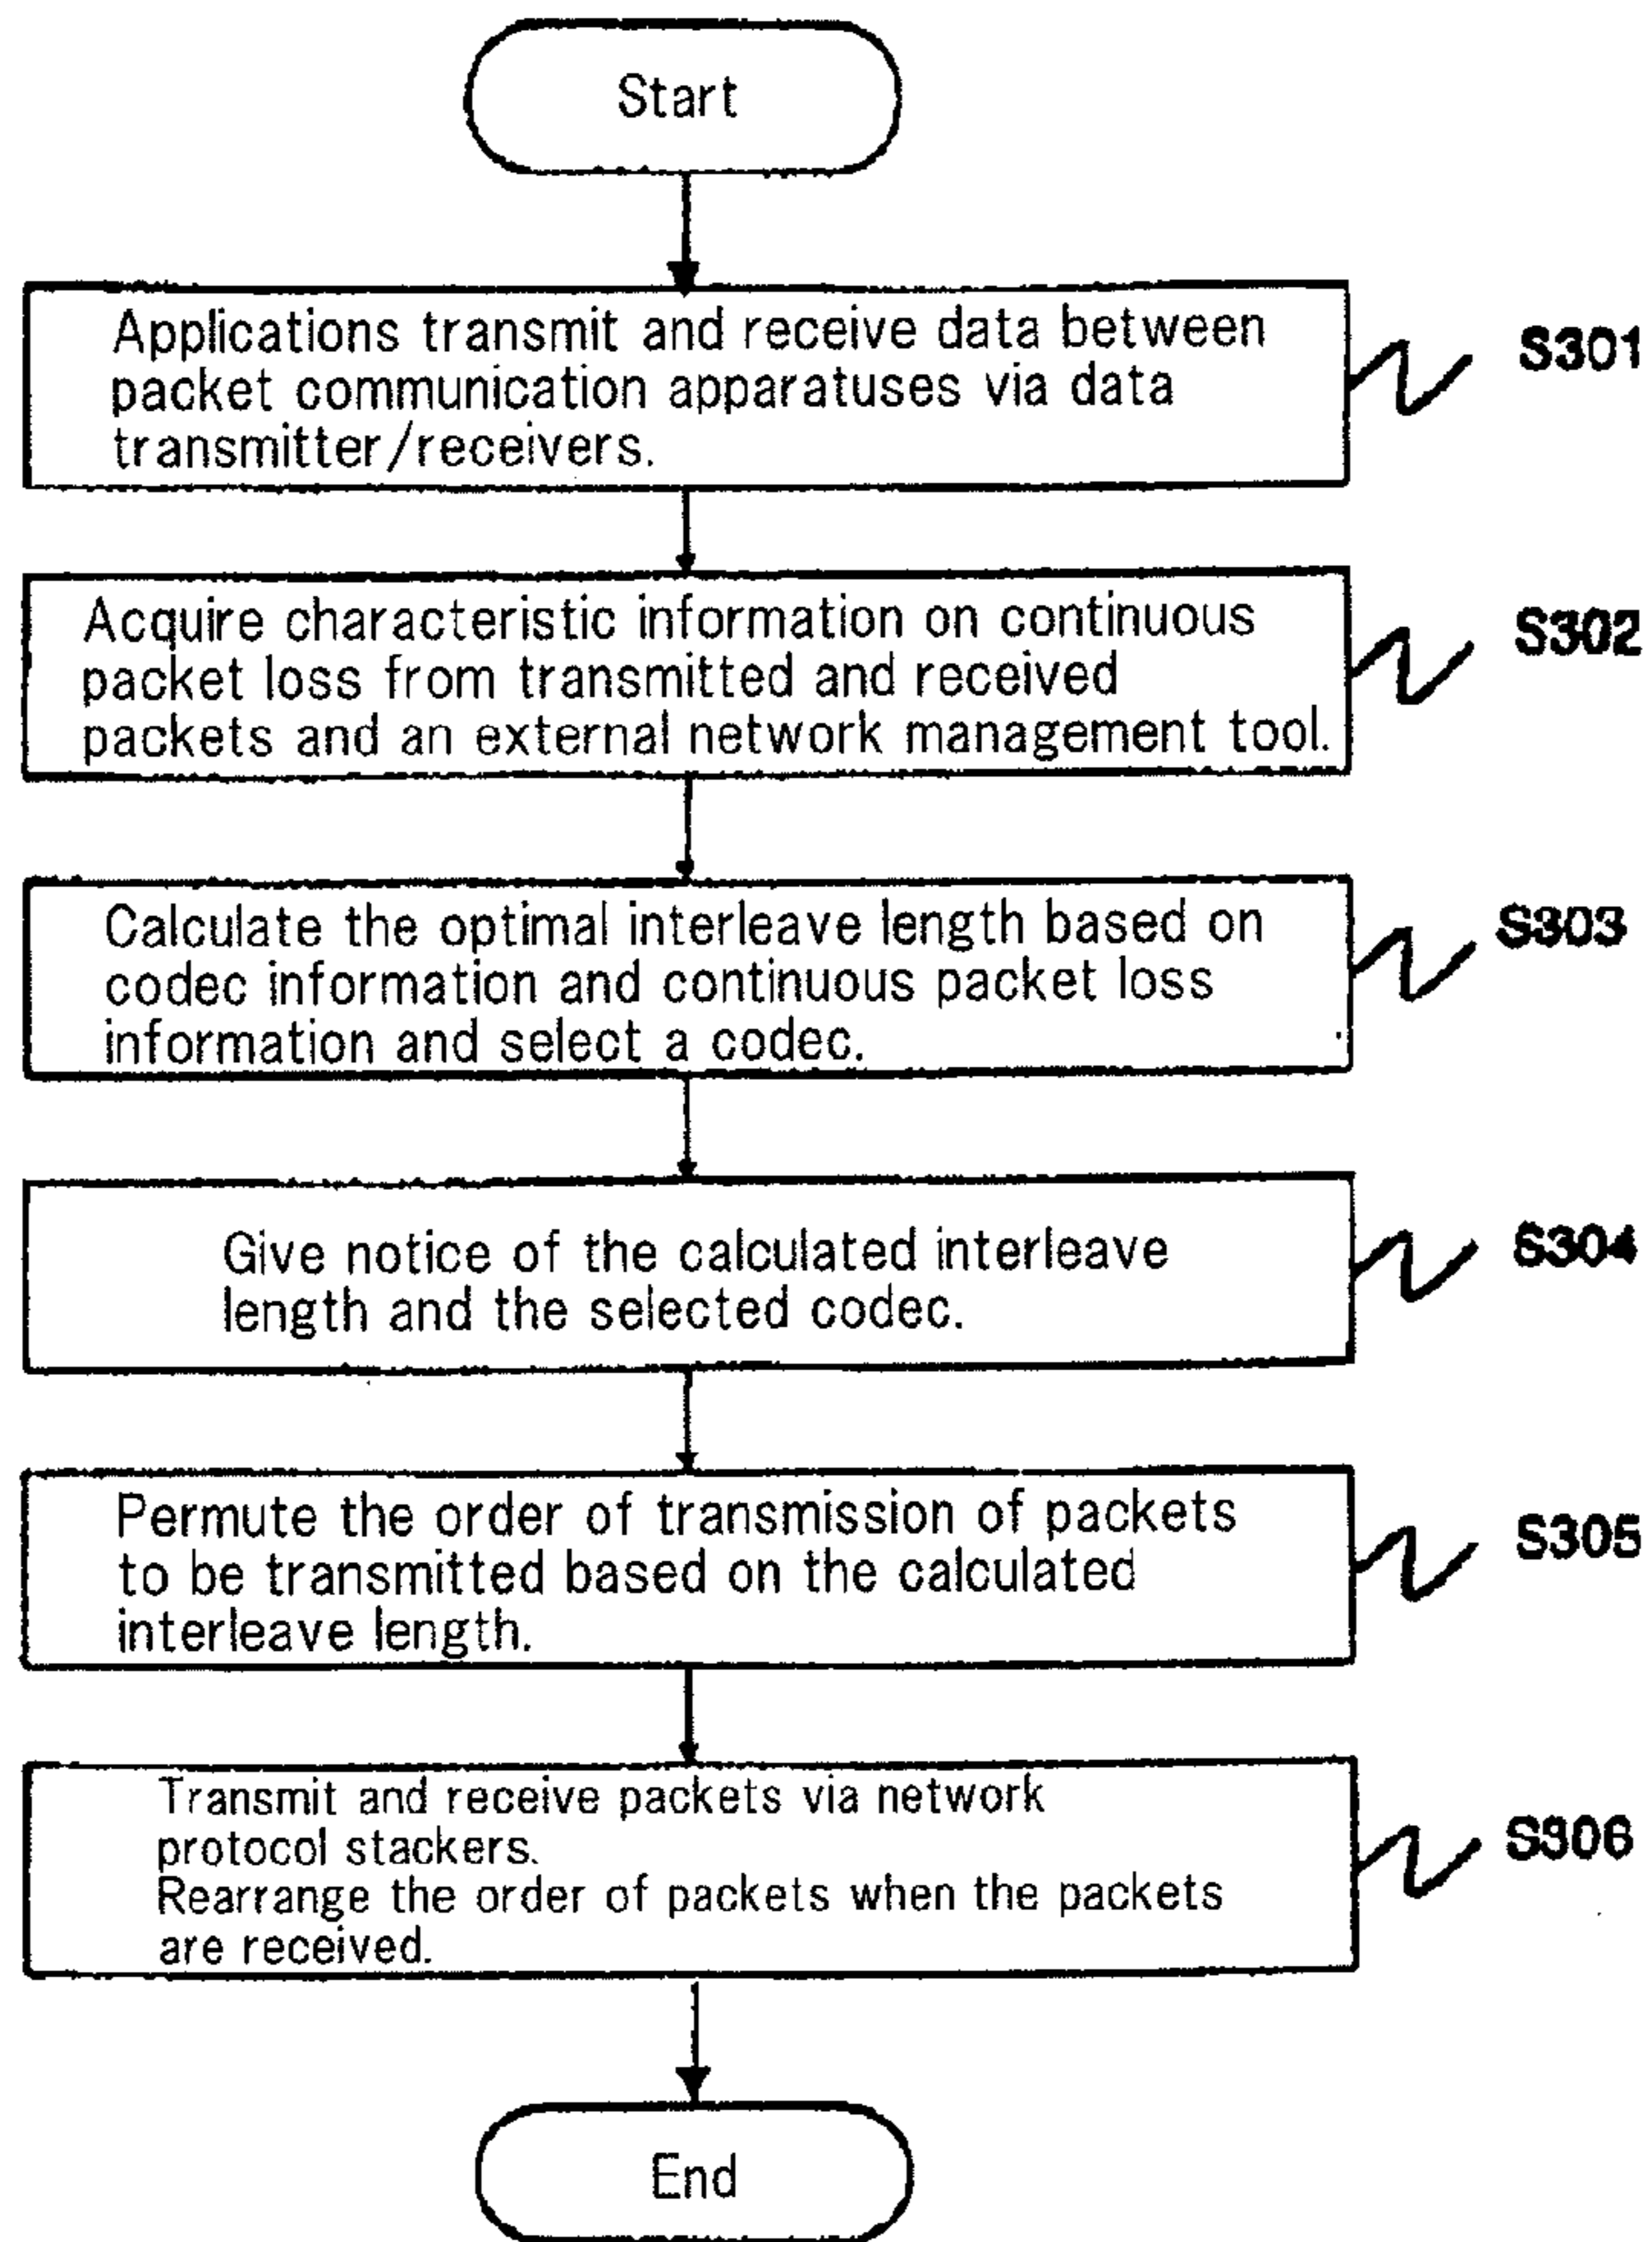 Start
Applications transmit and receive data between
packet communication apparatuses via data
transmitter/receivers.
S301
Acquire characteristic information on continuous
packet loss from transmitted and received
packets and an external network management tool.
S302
Calculate the optimal interleave length based on
codec information and continuous packet loss
information and select a codec.
S303
Give notice of the calculated interleave
length and the selected codec.
S304
Permute the order of transmission of packets
to be transmitted based on the calculated
interleave length.
S305
Transmit and receive packets via network
protocol stackers.
Rearrange the order of packets when the packets
are received.
S306
End